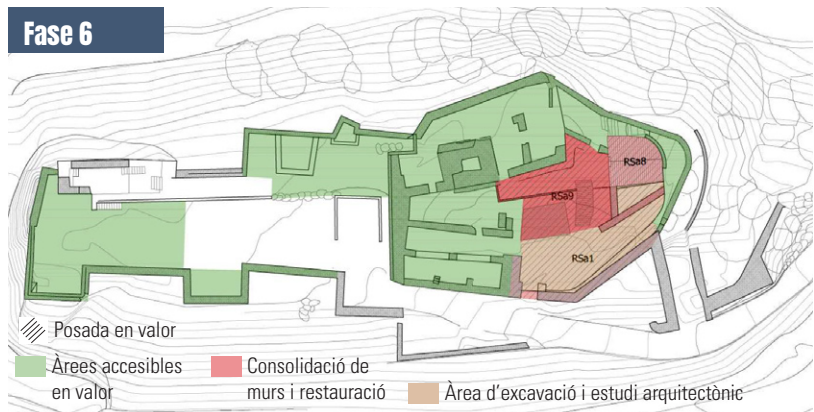 Fase 6
RSa8
RSa9
RSa1
Posada en valor
Àrees accesibles
en valor
Consolidació de
murs i restauració
Àrea d'excavació i estudi arquitectònic